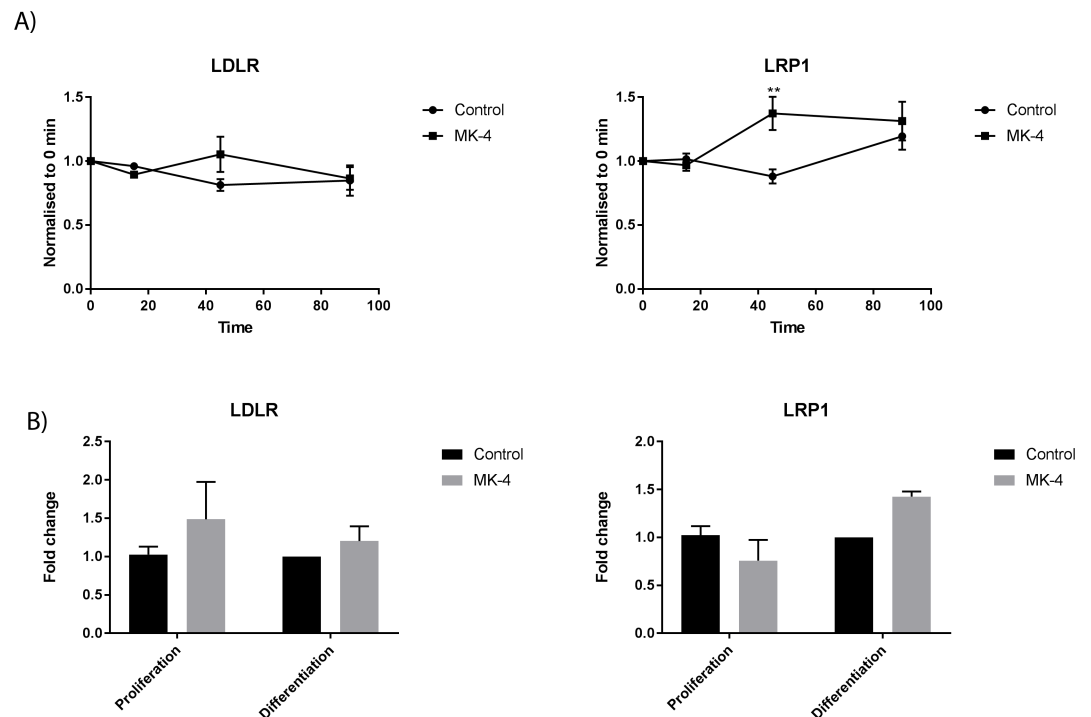 A)
LDLR
1.5
1.0
0.5
0.0
Normalised to 0 min
0 20 40 60 80 100
Time
Control
MK-4
LRP1
**
1.5
1.0
0.5
0.0
Normalised to 0 min
0 20 40 60 80 100
Time
Control
MK-4
B)
LDLR
2.5
2.0
1.5
1.0
0.5
0.0
Fold change
Proliferation
Differentiation
Control
MK-4
LRP1
2.0
1.5
1.0
0.5
0.0
Fold change
Proliferation
Differentiation
Control
MK-4